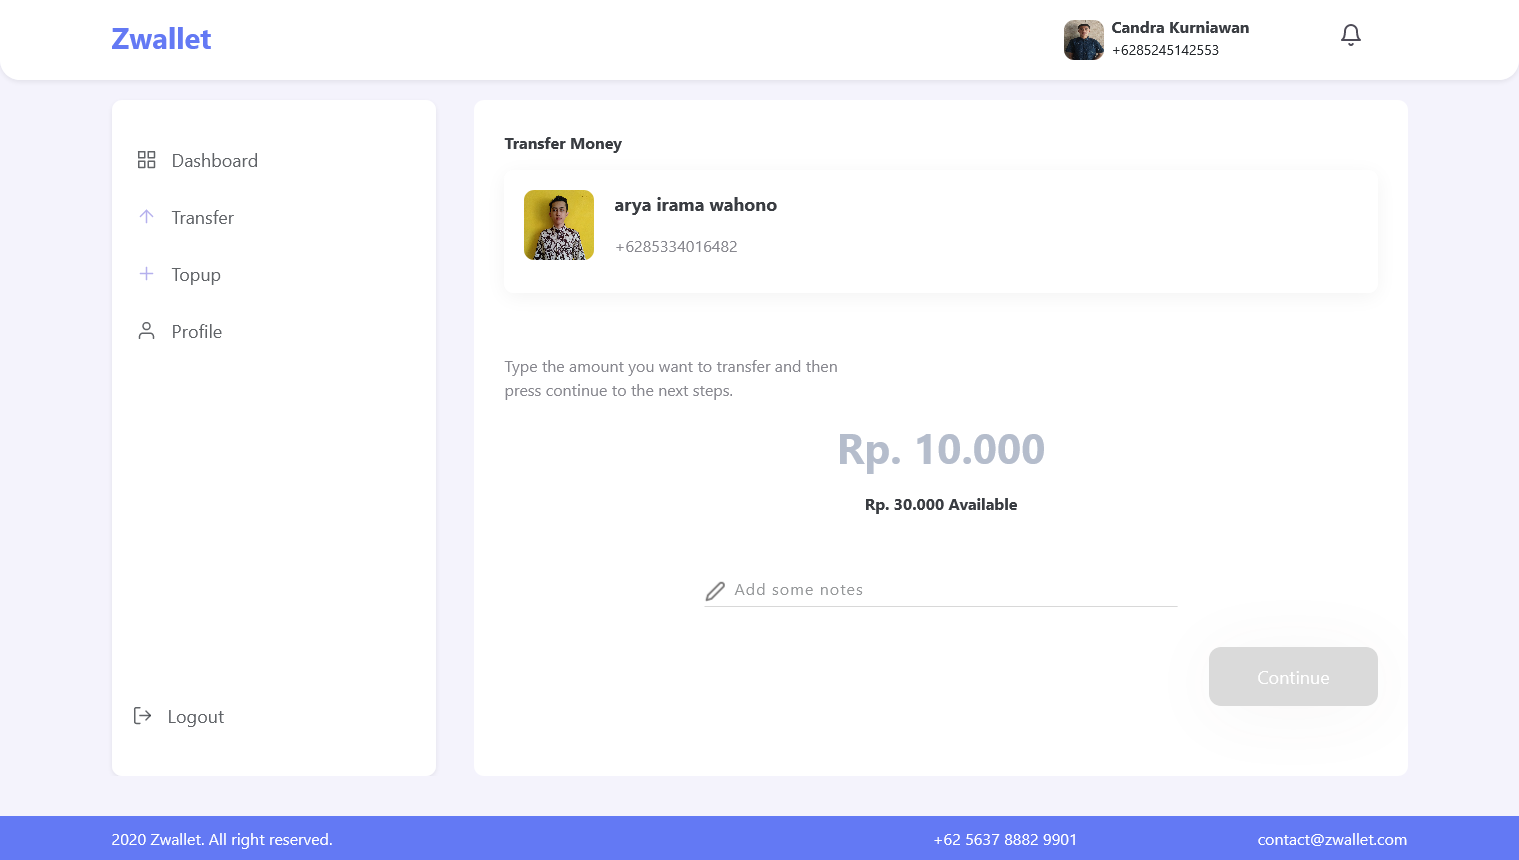 Zwallet
Candra Kurniawan
+6285245142553
Dashboard
Transfer
Topup
Profile
Logout
Transfer Money
arya irama wahono
+6285334016482
Type the amount you want to transfer and then
press continue to the next steps.
Rp. 10.000
Rp. 30.000 Available
Add some notes
Continue
2020 Zwallet. All right reserved.
+62 5637 8882 9901
contact@zwallet.com